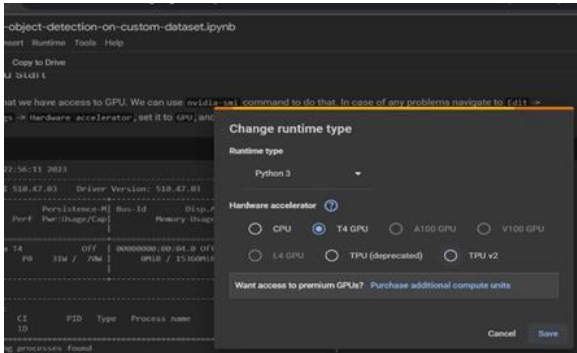 -object-detection-on-custom-dataset.ipynb
nsert Runtime Tools Help
Copy to Drive
U Start
hat we have access to GPU. We can use nvidia-smi command to do that. In case of any problems navigate to Edit ->
gs -> Hardware accelerator, set it to GPU, and
22:56:11 2023
I 510.47.03 Driver Version: 510.47.03
Persistence-M| Bus-Id Disp.A
Perf Pwr:Usage/Cap| Memory-Usage
a T4 Off | 00000000:00:04.0 Off
P0 31W / 70W | 0MiB / 15360MiB
CI PID Type Process name
ID
ng processes found
Change runtime type
Runtime type
Python 3
Hardware accelerator
CPU T4 GPU A100 GPU V100 GPU
L4 GPU TPU (deprecated) TPU v2
Want access to premium GPUs? Purchase additional compute units
Cancel Save